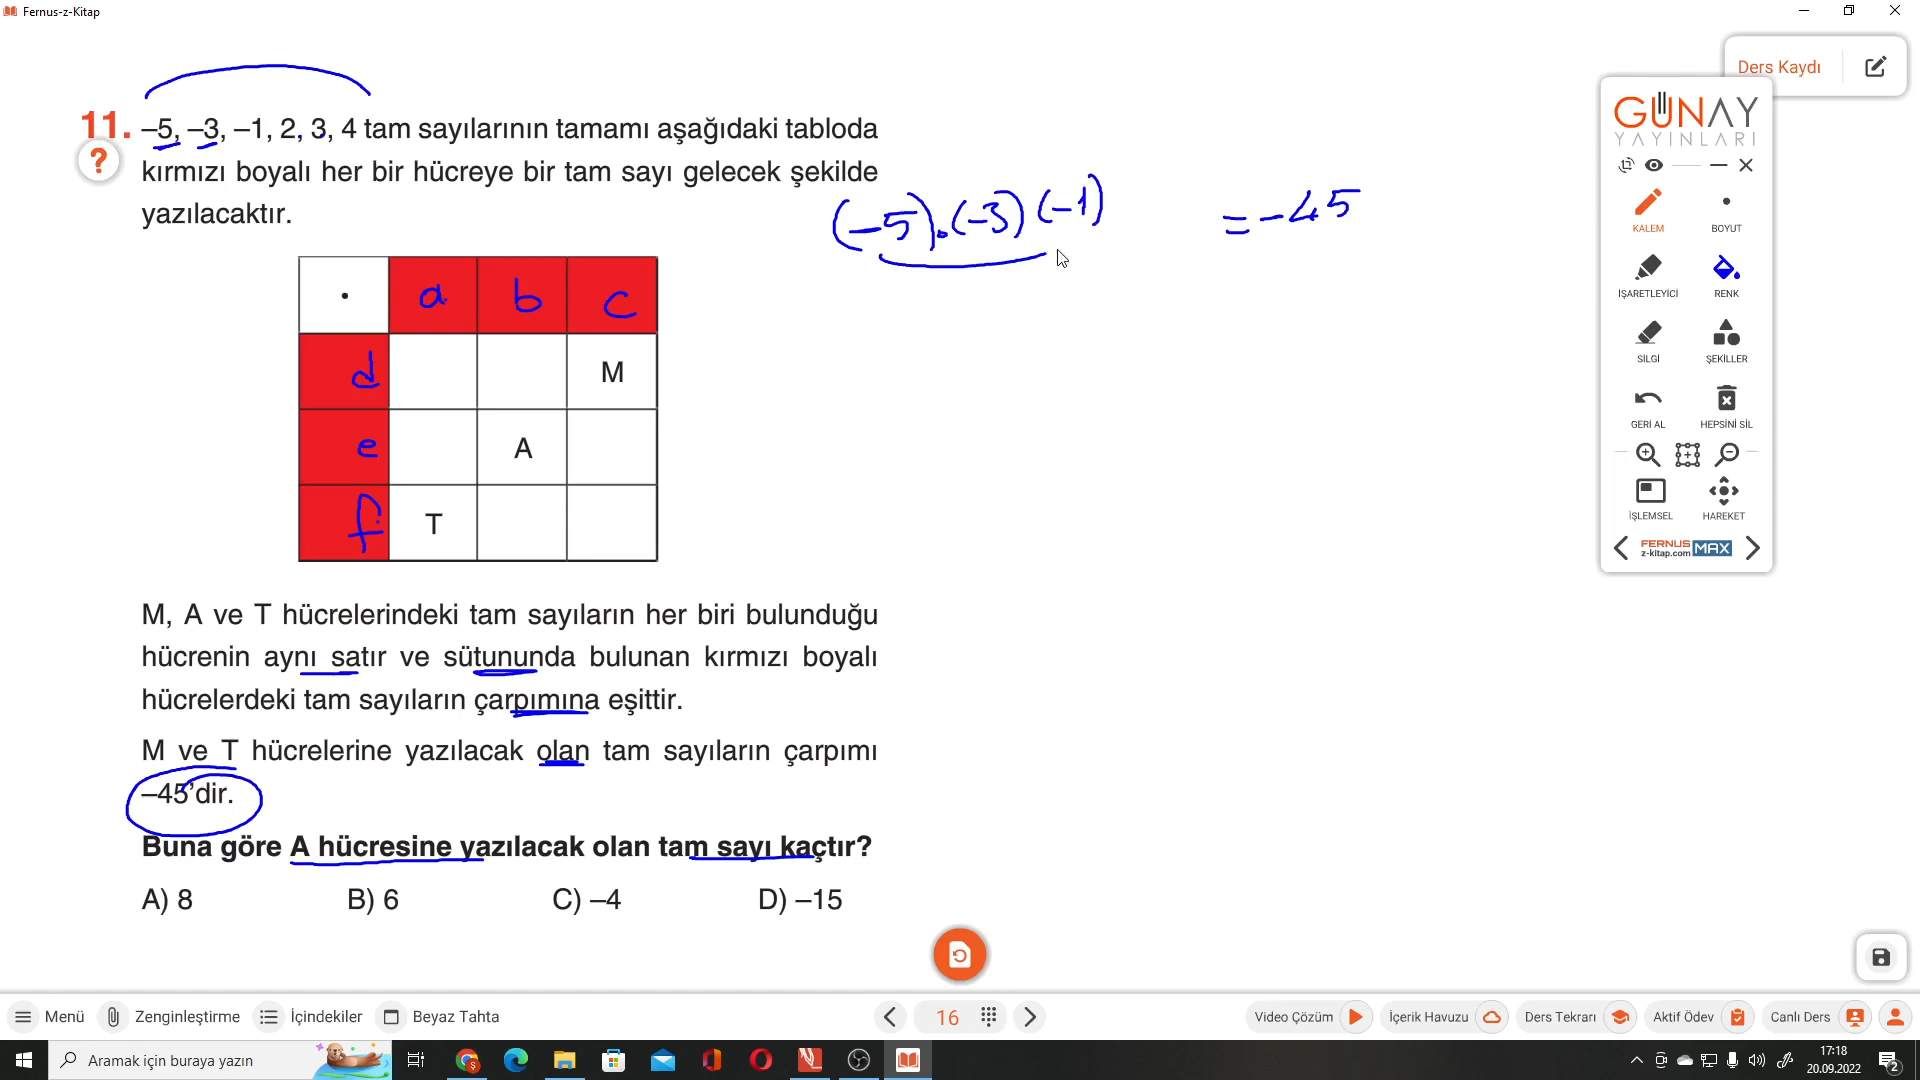 Fernus-z-Kitap
Ders Kaydı
11. –5, –3, –1, 2, 3, 4 tam sayılarının tamamı aşağıdaki tabloda
kırmızı boyalı her bir hücreye bir tam sayı gelecek şekilde
yazılacaktır.
?
(–5).(–3)(–1) = –45
• a b c
d M
e A
f T
M, A ve T hücrelerindeki tam sayıların her biri bulunduğu
hücrenin aynı satır ve sütununda bulunan kırmızı boyalı
hücrelerdeki tam sayıların çarpımına eşittir.
M ve T hücrelerine yazılacak olan tam sayıların çarpımı
–45’dir.
Buna göre A hücresine yazılacak olan tam sayı kaçtır?
A) 8 B) 6 C) –4 D) –15
GÜNAY
YAYINLARI
KALEM BOYUT
İŞARETLEYİCİ RENK
SİLGİ ŞEKİLLER
GERİ AL HEPSİNİ SİL
İŞLEMSEL HAREKET
FERNUS
z-kitap.com MAX
Menü Zenginleştirme İçindekiler Beyaz Tahta 16 Video Çözüm İçerik Havuzu Ders Tekrarı Aktif Ödev Canlı Ders
Aramak için buraya yazın
17:18
20.09.2022
2